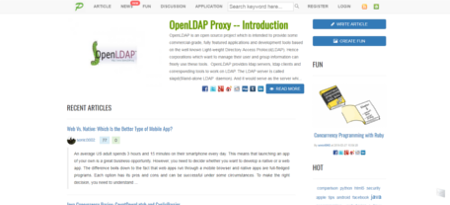 ARTICLE NEWS FUN DISCUSSION APPLICATION Search keyword here... REGISTER LOGIN ABOUT
OpenLDAP
OpenLDAP Proxy -- Introduction
OpenLDAP is an open source project which is intended to provide some
commercial-grade, fully featured applications and development tools based
on the well known Light-weight Directory Access Protocol(LDAP). Hence
corporations which want to manage their user and group information can
freely use these tools. OpenLDAP provides ldap servers, ldap clients and
corresponding tools to work on LDAP. The LDAP server is called
slapd(Stand-alone LDAP daemon). And it would serve as the server who
READ MORE
WRITE ARTICLE
CREATE FUN
FUN
Concurrency Programming with Ruby
RECENT ARTICLES
Web Vs. Native: Which Is the Better Type of Mobile App?
An average US adult spends 3 hours and 13 minutes on their smartphone every day. This means that launching an app
of your own is a great business opportunity. However, you need to decide whether you want to develop a native or a web
app. The difference boils down to the fact that web apps run through a mobile browser and native apps are full-fledged
programs. Each option has its pros and cons and can be successful under some circumstances. To make the right
decision, you need to understand ...
HOT
comparison python html5 security
apple tips android facebook java